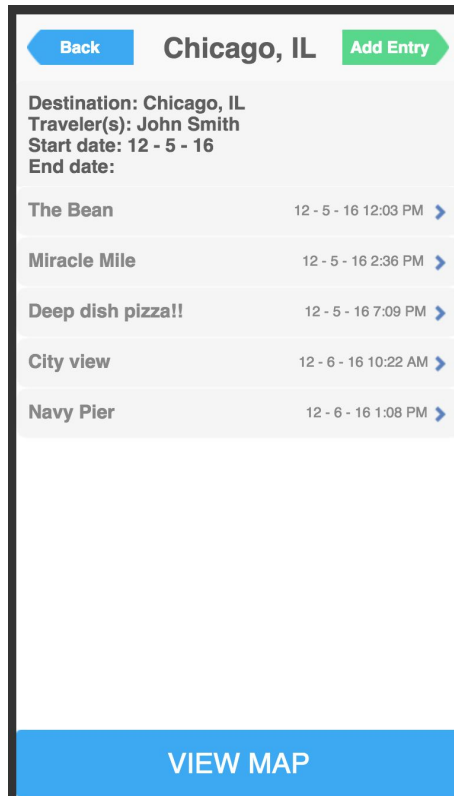 Back Chicago, IL Add Entry
Destination: Chicago, IL
Traveler(s): John Smith
Start date: 12 - 5 - 16
End date:
The Bean 12 - 5 - 16 12:03 PM
Miracle Mile 12 - 5 - 16 2:36 PM
Deep dish pizza!! 12 - 5 - 16 7:09 PM
City view 12 - 6 - 16 10:22 AM
Navy Pier 12 - 6 - 16 1:08 PM
VIEW MAP